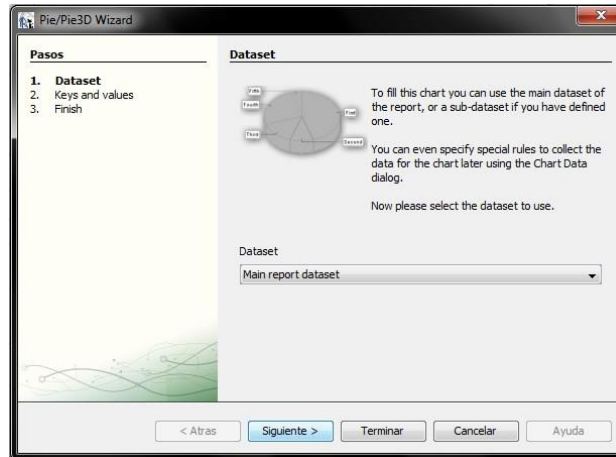 Pie/Pie3D Wizard
Pasos
1. Dataset
2. Keys and values
3. Finish
Dataset
Fifth
Fourth
First
Third
Second
To fill this chart you can use the main dataset of
the report, or a sub-dataset if you have defined
one.
You can even specify special rules to collect the
data for the chart later using the Chart Data
dialog.
Now please select the dataset to use.
Dataset
Main report dataset
< Atras
Siguiente >
Terminar
Cancelar
Ayuda